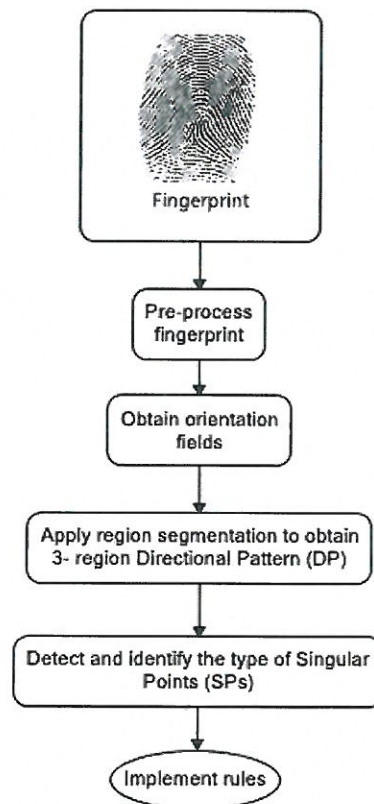 Fingerprint
Pre-process
fingerprint
Obtain orientation
fields
Apply region segmentation to obtain
3- region Directional Pattern (DP)
Detect and identify the type of Singular
Points (SPs)
Implement rules